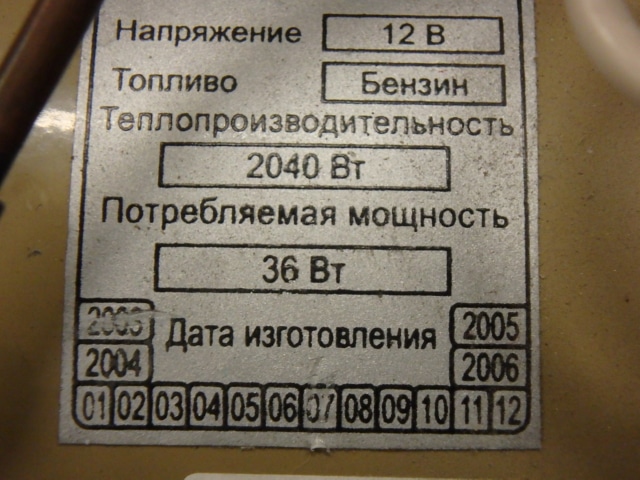 Напряжение 12 В
Топливо Бензин
Теплопроизводительность
2040 Вт
Потребляемая мощность
36 Вт
2003 Дата изготовления 2005
2004 2006
01 02 03 04 05 06 07 08 09 10 11 12